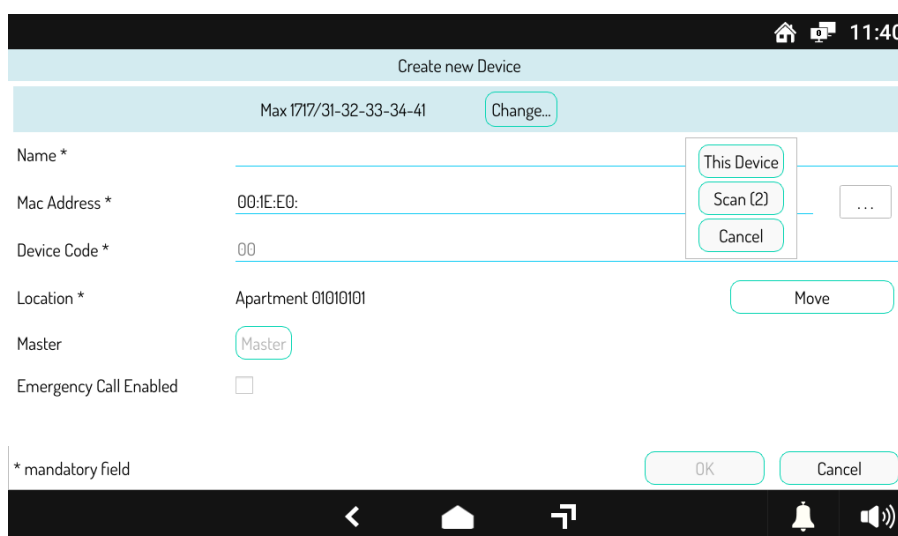 11:40
Create new Device
Max 1717/31-32-33-34-41 Change...
Name *
This Device
Mac Address * 00:1E:E0: Scan (2) ...
Cancel
Device Code * 00
Location * Apartment 01010101 Move
Master Master
Emergency Call Enabled
* mandatory field OK Cancel